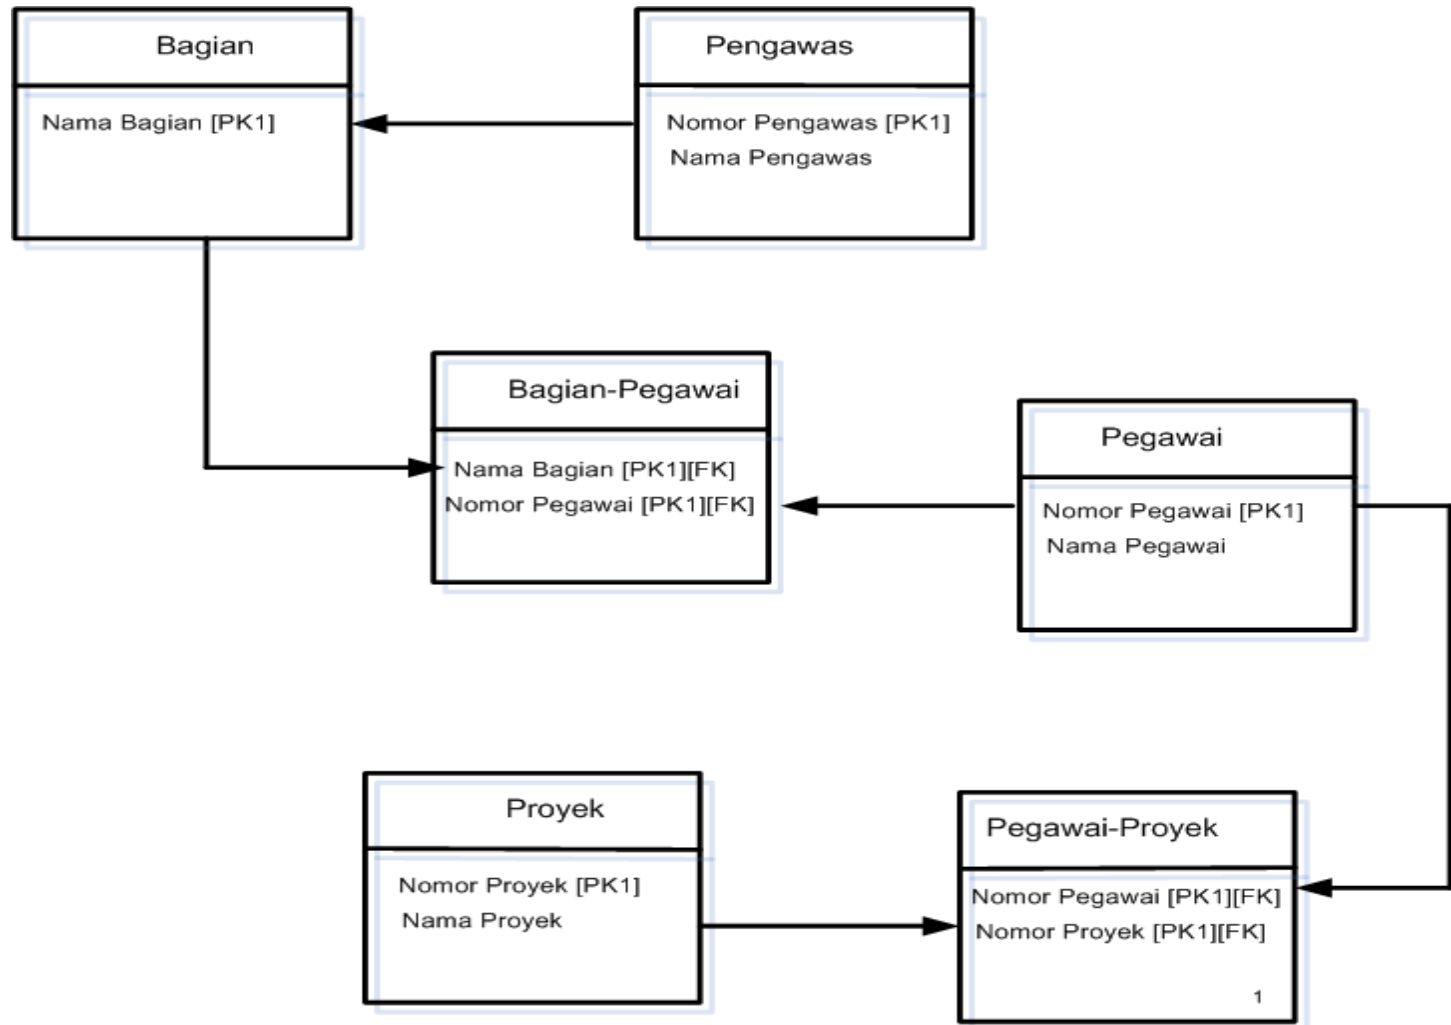 Bagian
Nama Bagian [PK1]
Pengawas
Nomor Pengawas [PK1]
Nama Pengawas
Bagian-Pegawai
Nama Bagian [PK1][FK]
Nomor Pegawai [PK1][FK]
Pegawai
Nomor Pegawai [PK1]
Nama Pegawai
Proyek
Nomor Proyek [PK1]
Nama Proyek
Pegawai-Proyek
Nomor Pegawai [PK1][FK]
Nomor Proyek [PK1][FK]
1